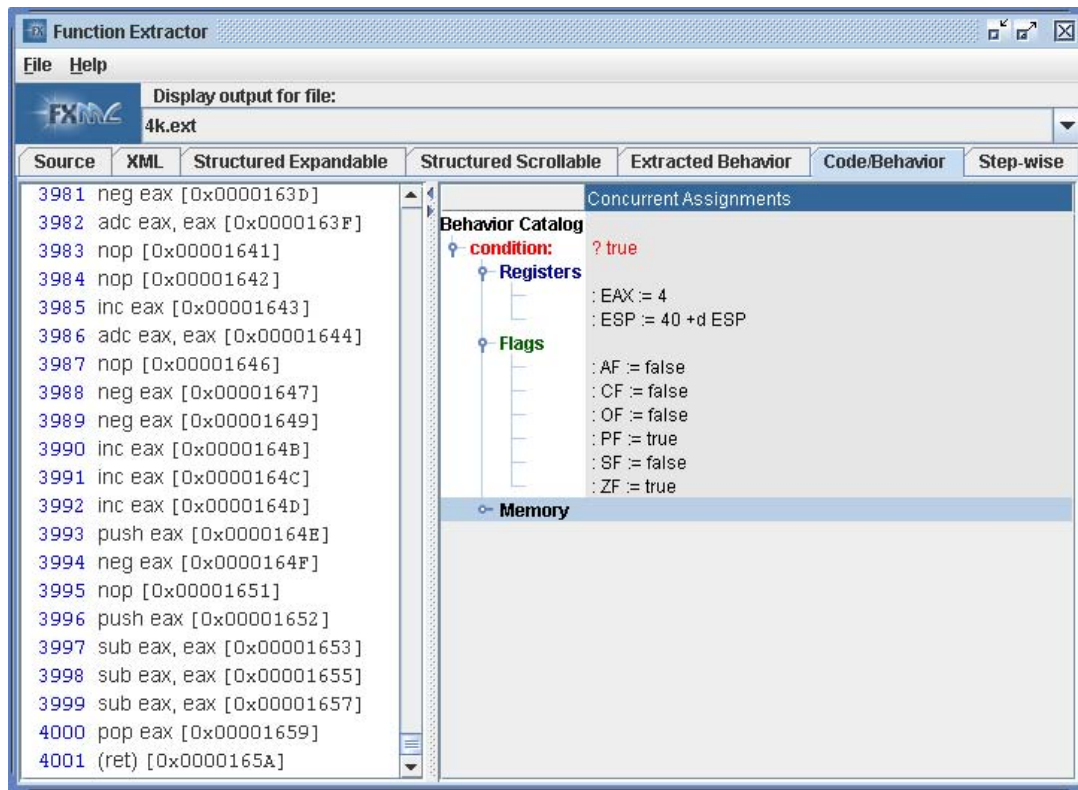 Function Extractor
File Help
FXMC
Display output for file:
4k.ext
Source XML Structured Expandable Structured Scrollable Extracted Behavior Code/Behavior Step-wise
3981 neg eax [0x0000163D]
3982 adc eax, eax [0x0000163F]
3983 nop [0x00001641]
3984 nop [0x00001642]
3985 inc eax [0x00001643]
3986 adc eax, eax [0x00001644]
3987 nop [0x00001646]
3988 neg eax [0x00001647]
3989 neg eax [0x00001649]
3990 inc eax [0x0000164B]
3991 inc eax [0x0000164C]
3992 inc eax [0x0000164D]
3993 push eax [0x0000164E]
3994 neg eax [0x0000164F]
3995 nop [0x00001651]
3996 push eax [0x00001652]
3997 sub eax, eax [0x00001653]
3998 sub eax, eax [0x00001655]
3999 sub eax, eax [0x00001657]
4000 pop eax [0x00001659]
4001 (ret) [0x0000165A]
Concurrent Assignments
Behavior Catalog
condition: ? true
Registers
: EAX := 4
: ESP := 40 +d ESP
Flags
: AF := false
: CF := false
: OF := false
: PF := true
: SF := false
: ZF := true
Memory